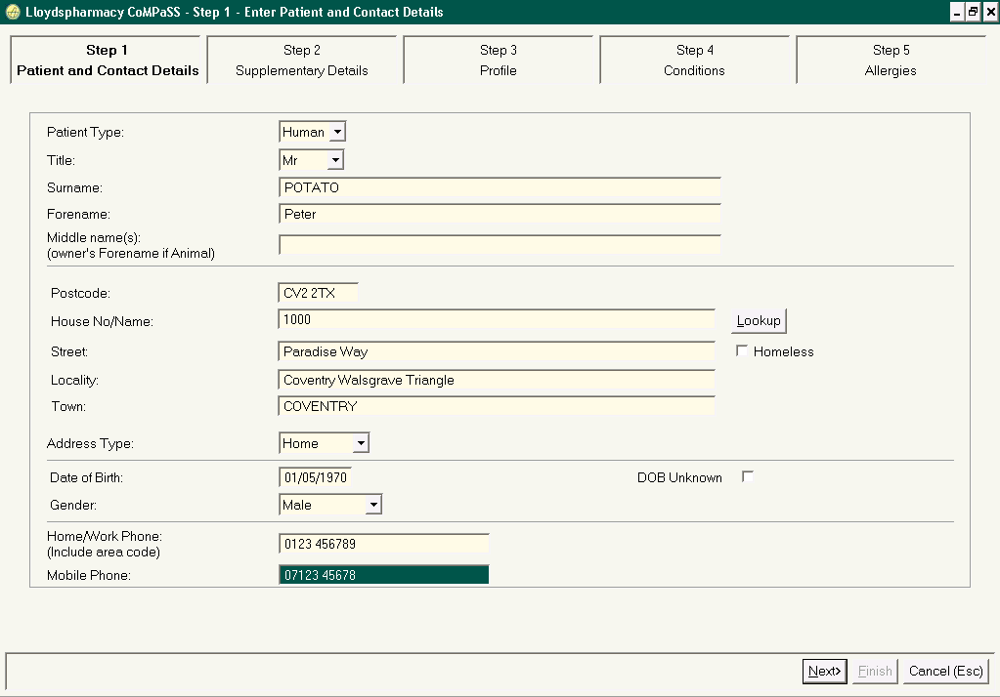 Lloydspharmacy CoMPaSS - Step 1 - Enter Patient and Contact Details
Step 1 Step 2 Step 3 Step 4 Step 5
Patient and Contact Details Supplementary Details Profile Conditions Allergies
Patient Type: Human
Title: Mr
Surname: POTATO
Forename: Peter
Middle name(s):
(owner's Forename if Animal)
Postcode: CV2 2TX
House No/Name: 1000 Lookup
Street: Paradise Way Homeless
Locality: Coventry Walsgrave Triangle
Town: COVENTRY
Address Type: Home
Date of Birth: 01/05/1970 DOB Unknown
Gender: Male
Home/Work Phone: 0123 456789
(Include area code)
Mobile Phone: 07123 45678
Next> Finish Cancel (Esc)